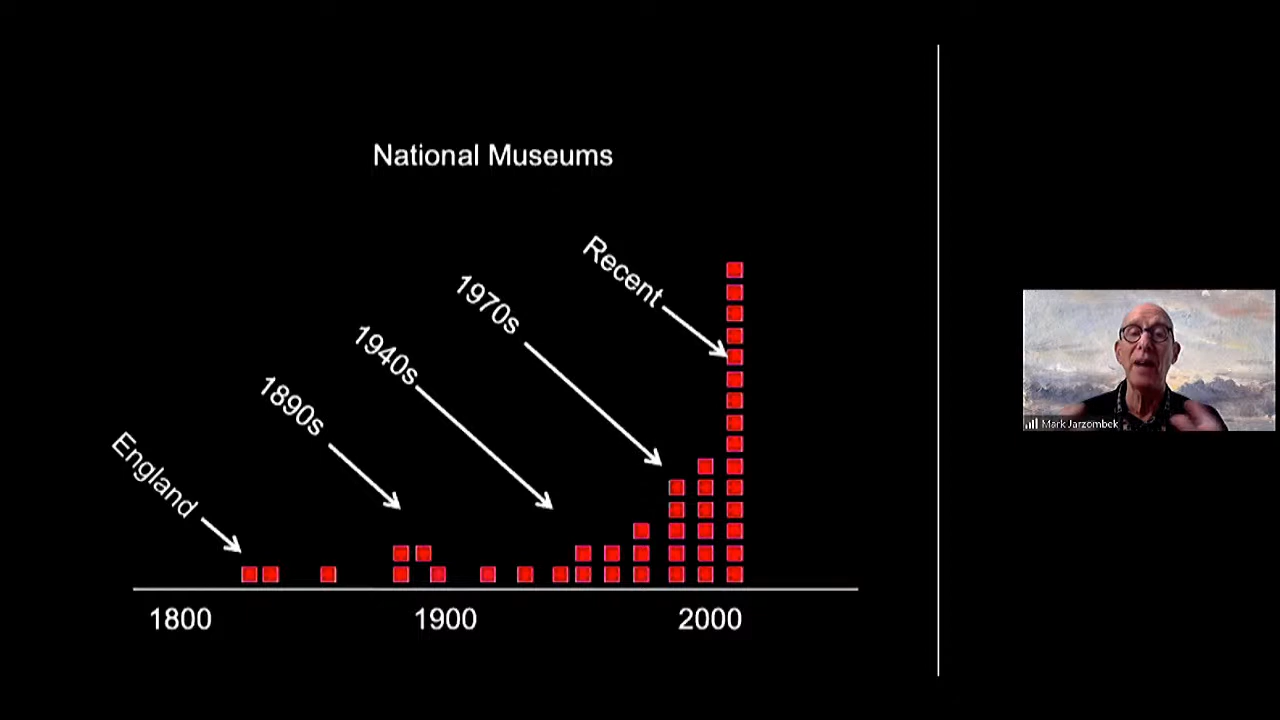 National Museums
Recent
1970s
1940s
1890s
England
1800
1900
2000
Mark Jarzombek